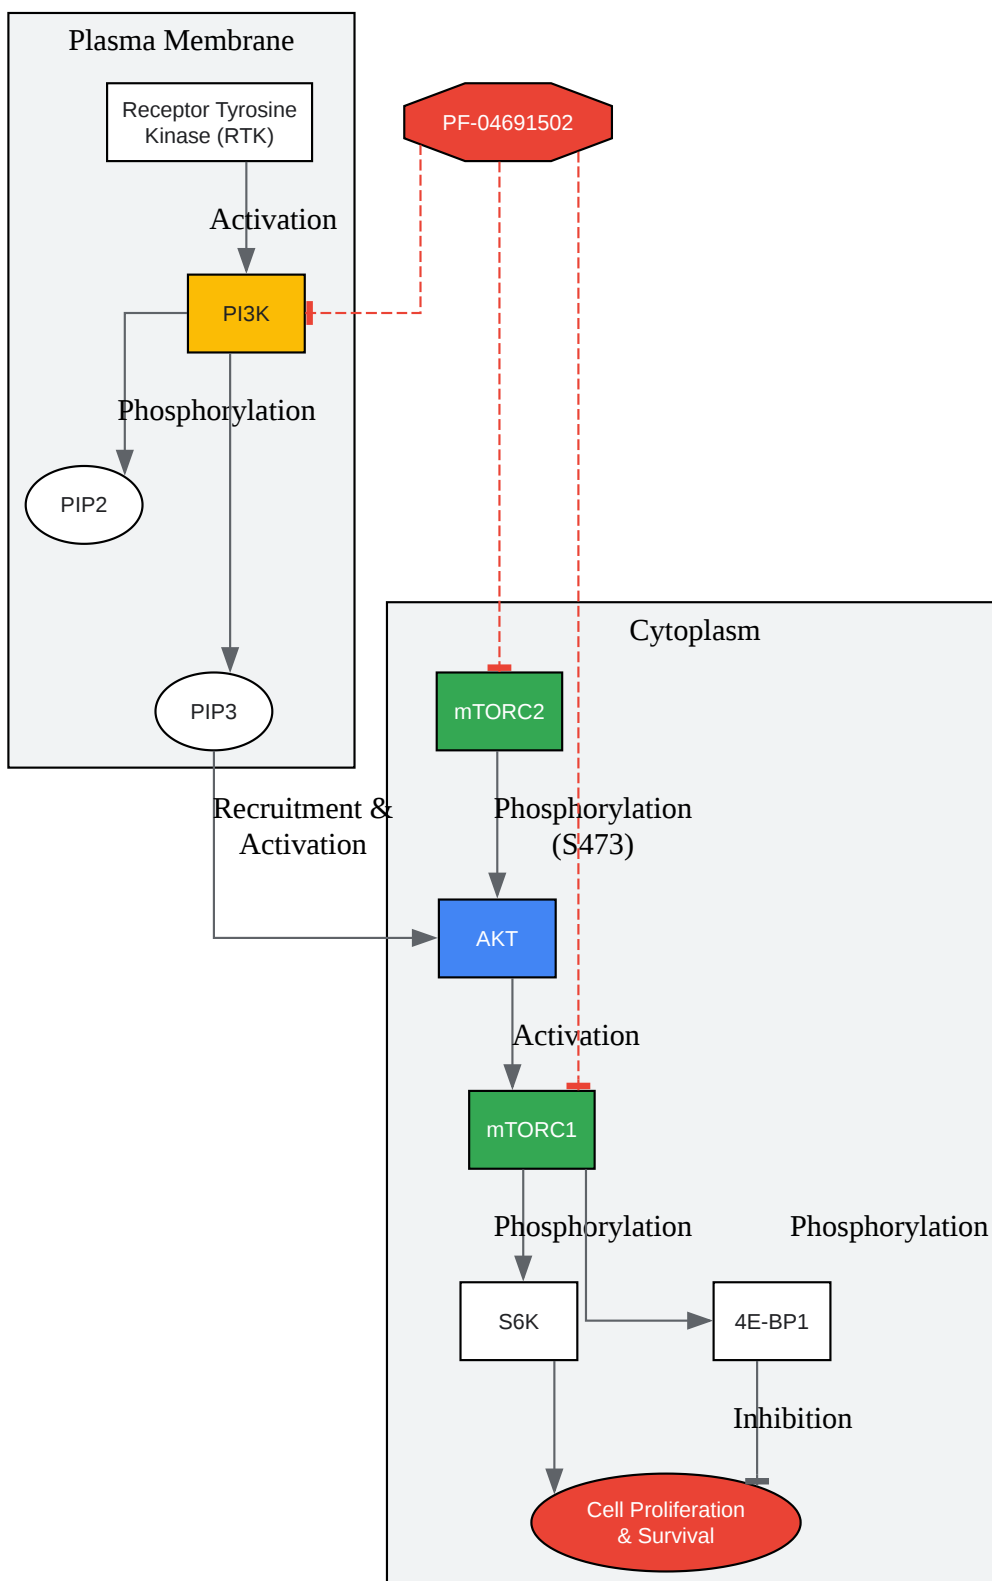 Plasma Membrane
Receptor Tyrosine
Kinase (RTK)
PF-04691502
Activation
PI3K
Phosphorylation
PIP2
Cytoplasm
PIP3
mTORC2
Recruitment &
Activation
Phosphorylation
(S473)
AKT
Activation
mTORC1
Phosphorylation
Phosphorylation
S6K
4E-BP1
Inhibition
Cell Proliferation
& Survival